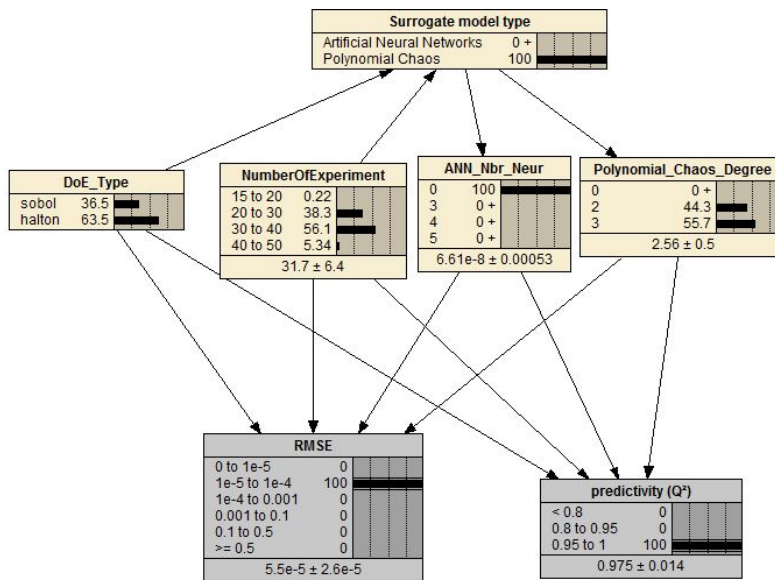 Surrogate model type
Artificial Neural Networks 0 +
Polynomial Chaos 100
DoE_Type
sobol 36.5
halton 63.5
NumberOfExperiment
15 to 20 0.22
20 to 30 38.3
30 to 40 56.1
40 to 50 5.34
31.7 ± 6.4
ANN_Nbr_Neur
0 100
3 0 +
4 0 +
5 0 +
6.61e-8 ± 0.00053
Polynomial_Chaos_Degree
0 0 +
2 44.3
3 55.7
2.56 ± 0.5
RMSE
0 to 1e-5 0
1e-5 to 1e-4 100
1e-4 to 0.001 0
0.001 to 0.1 0
0.1 to 0.5 0
>= 0.5 0
5.5e-5 ± 2.6e-5
predictivity (Q²)
< 0.8 0
0.8 to 0.95 0
0.95 to 1 100
0.975 ± 0.014